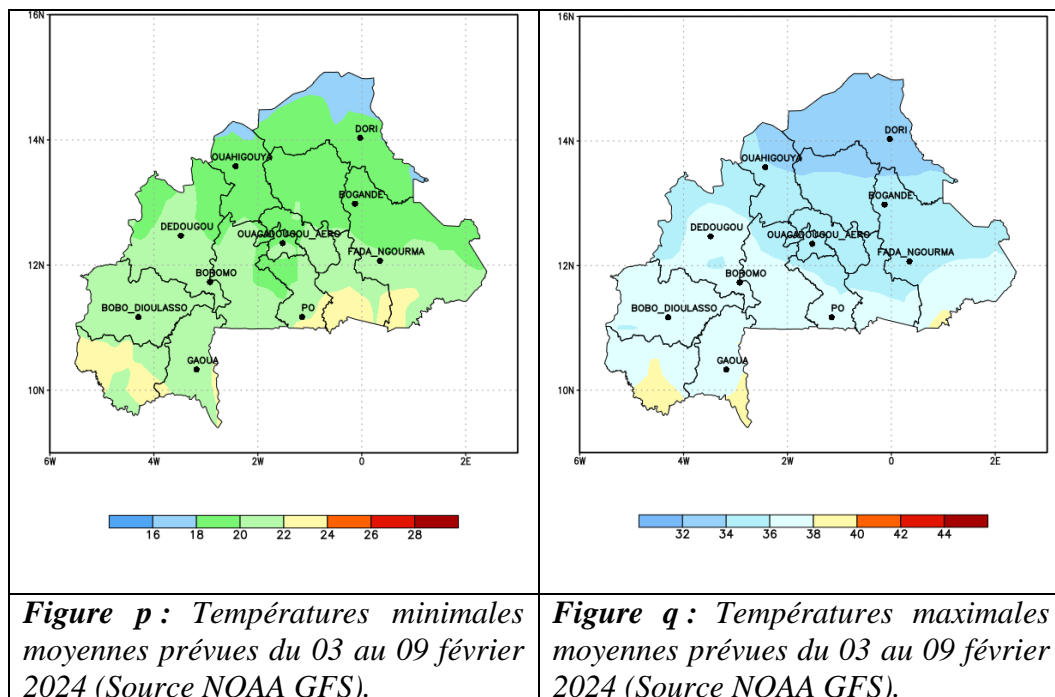 16N
14N
12N
10N
6W 4W 2W 0 2E
DORI
OUAHIGOUYA
BOGANDE
DEDOUGOU
OUAGADOUGOU_AERO
FADA_NGOURMA
BOROMO
BOBO_DIOULASSO
PO
GAOUA
16 18 20 22 24 26 28
16N
14N
12N
10N
6W 4W 2W 0 2E
DORI
OUAHIGOUYA
BOGANDE
DEDOUGOU
OUAGADOUGOU_AERO
FADA_NGOURMA
BOROMO
BOBO_DIOULASSO
PO
GAOUA
32 34 36 38 40 42 44
Figure p : Températures minimales
moyennes prévues du 03 au 09 février
2024 (Source NOAA GFS).
Figure q : Températures maximales
moyennes prévues du 03 au 09 février
2024 (Source NOAA GFS).